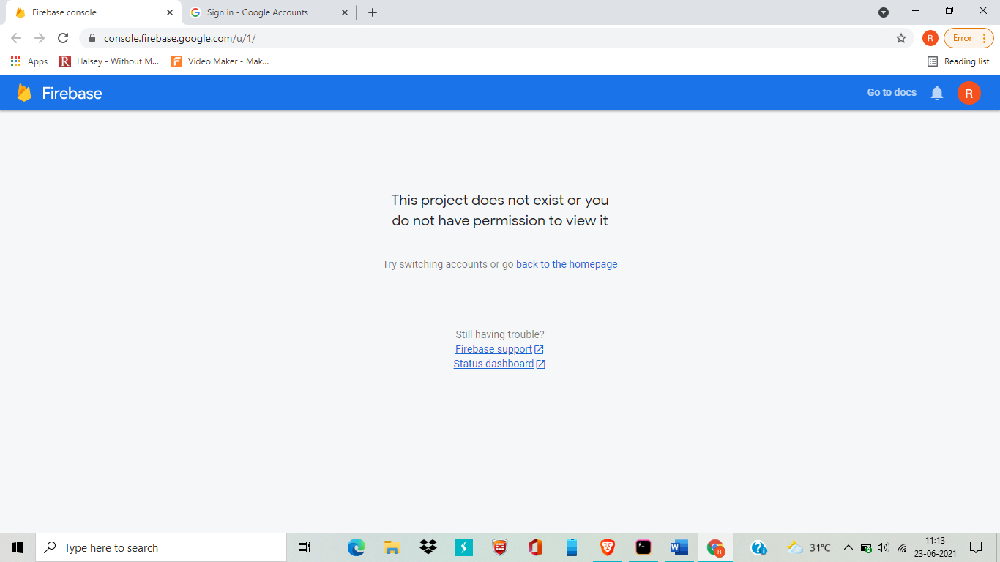 Firebase console
Sign in - Google Accounts
console.firebase.google.com/u/1/
R
Error
Apps
R
Halsey - Without M...
F
Video Maker - Mak...
Reading list
Firebase
Go to docs
R
This project does not exist or you
do not have permission to view it
Try switching accounts or go back to the homepage
Still having trouble?
Firebase support
Status dashboard
Type here to search
R
31°C
11:13
23-06-2021